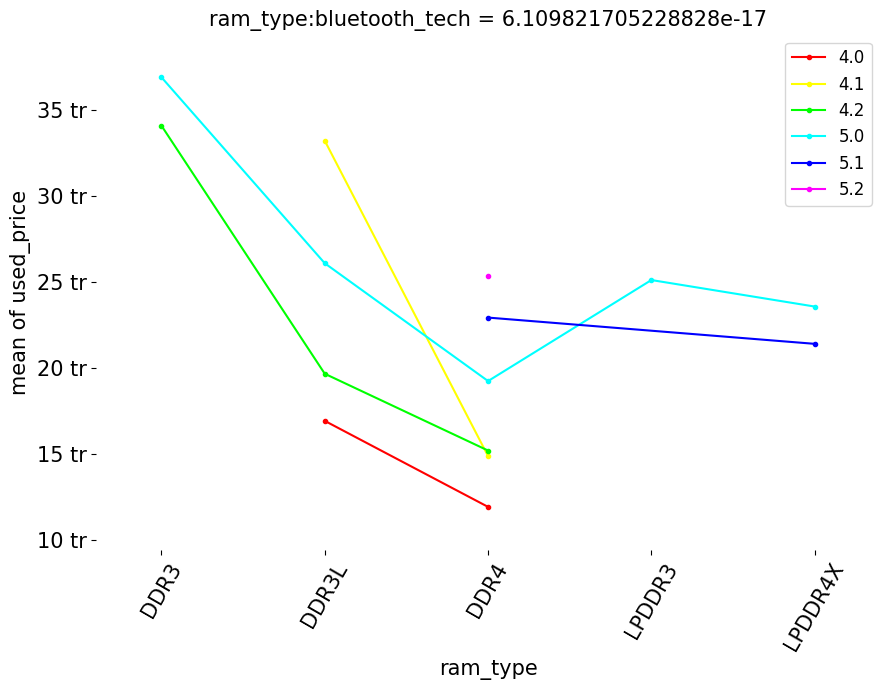 ram_type:bluetooth_tech = 6.109821705228828e-17
4.0
4.1
4.2
5.0
5.1
5.2
35 tr
30 tr
25 tr
20 tr
15 tr
10 tr
mean of used_price
DDR3
DDR3L
DDR4
LPDDR3
LPDDR4X
ram_type